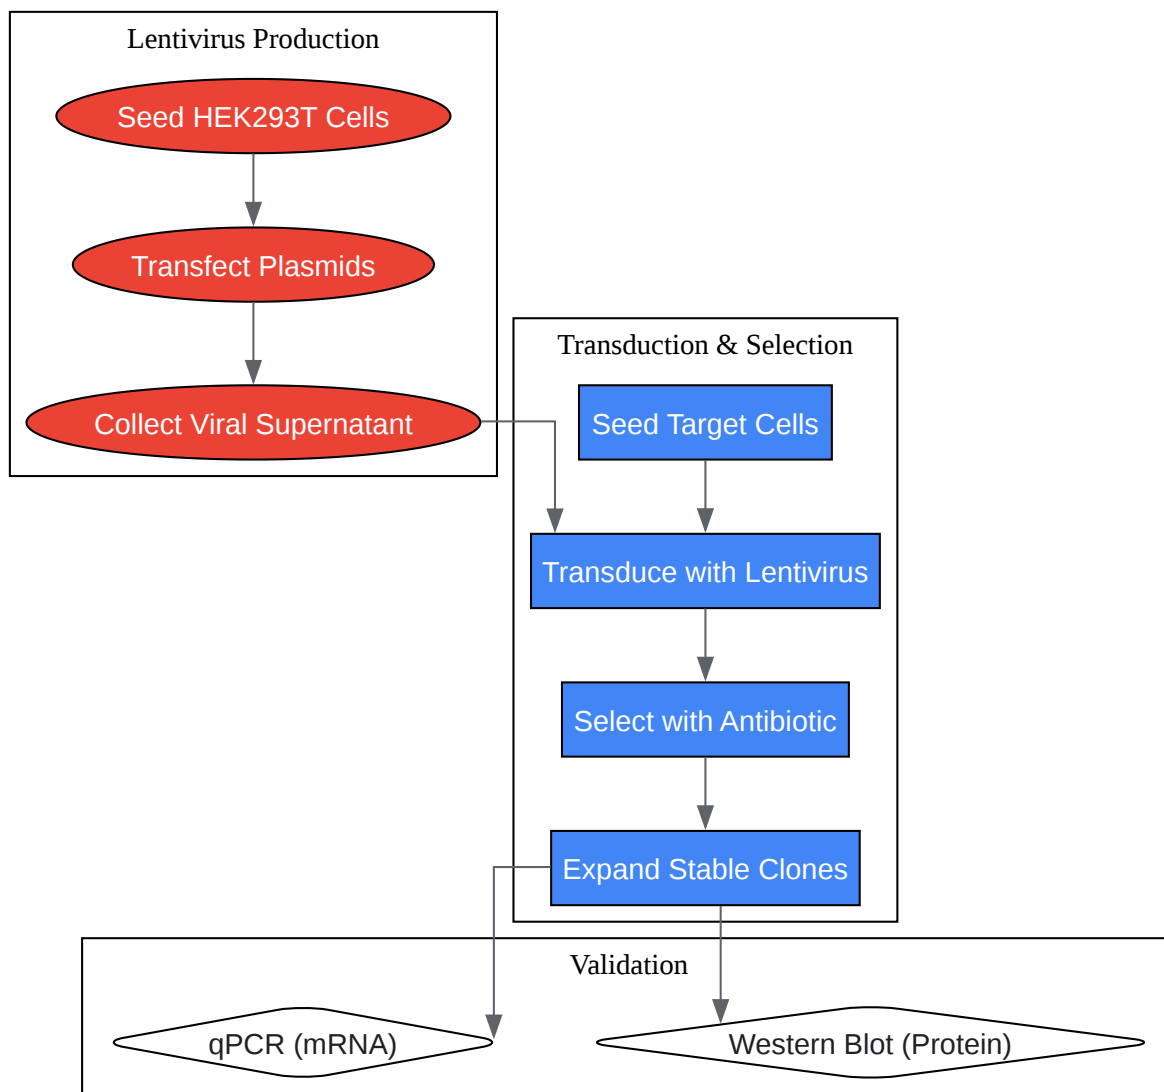 Lentivirus Production
Seed HEK293T Cells
Transfect Plasmids
Collect Viral Supernatant
Transduction & Selection
Seed Target Cells
Transduce with Lentivirus
Select with Antibiotic
Expand Stable Clones
Validation
qPCR (mRNA)
Western Blot (Protein)